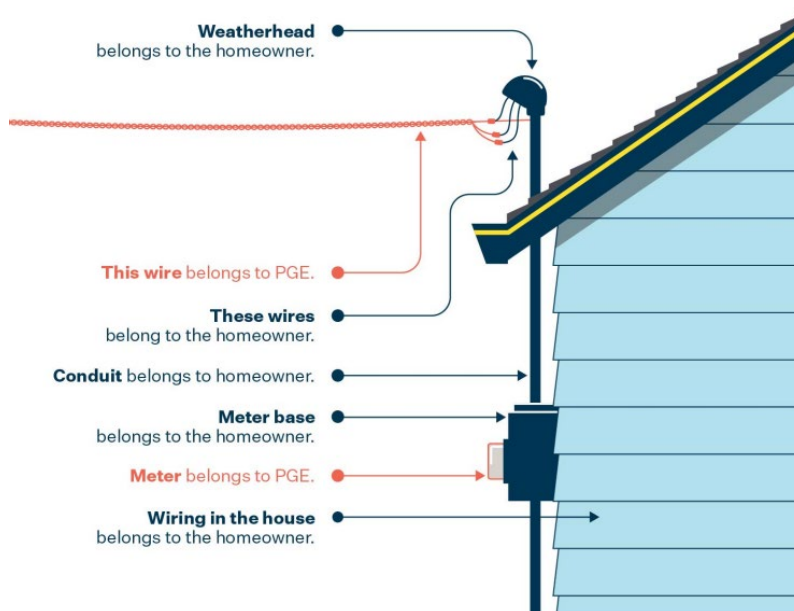 Weatherhead
belongs to the homeowner.
This wire belongs to PGE.
These wires
belong to the homeowner.
Conduit belongs to homeowner.
Meter base
belongs to the homeowner.
Meter belongs to PGE.
Wiring in the house
belongs to the homeowner.